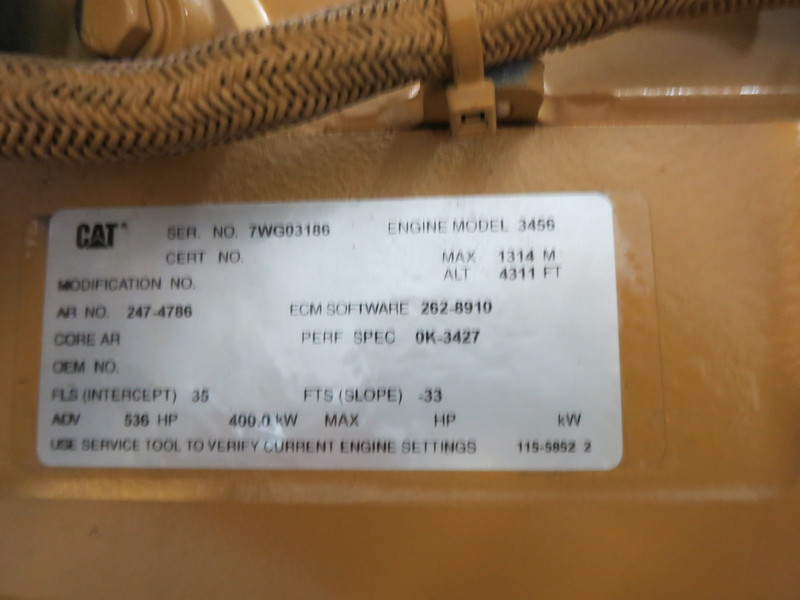 CAT® SER. NO. 7WG03186 ENGINE MODEL 3456
CERT NO. MAX 1314 M
ALT 4311 FT
MODIFICATION NO.
AR NO. 247-4786 ECM SOFTWARE 262-8910
CORE AR PERF SPEC 0K-3427
OEM NO.
FLS (INTERCEPT) 35 FTS (SLOPE) -33
ADV 536 HP 400.0 kW MAX HP kW
USE SERVICE TOOL TO VERIFY CURRENT ENGINE SETTINGS 115-5852 2